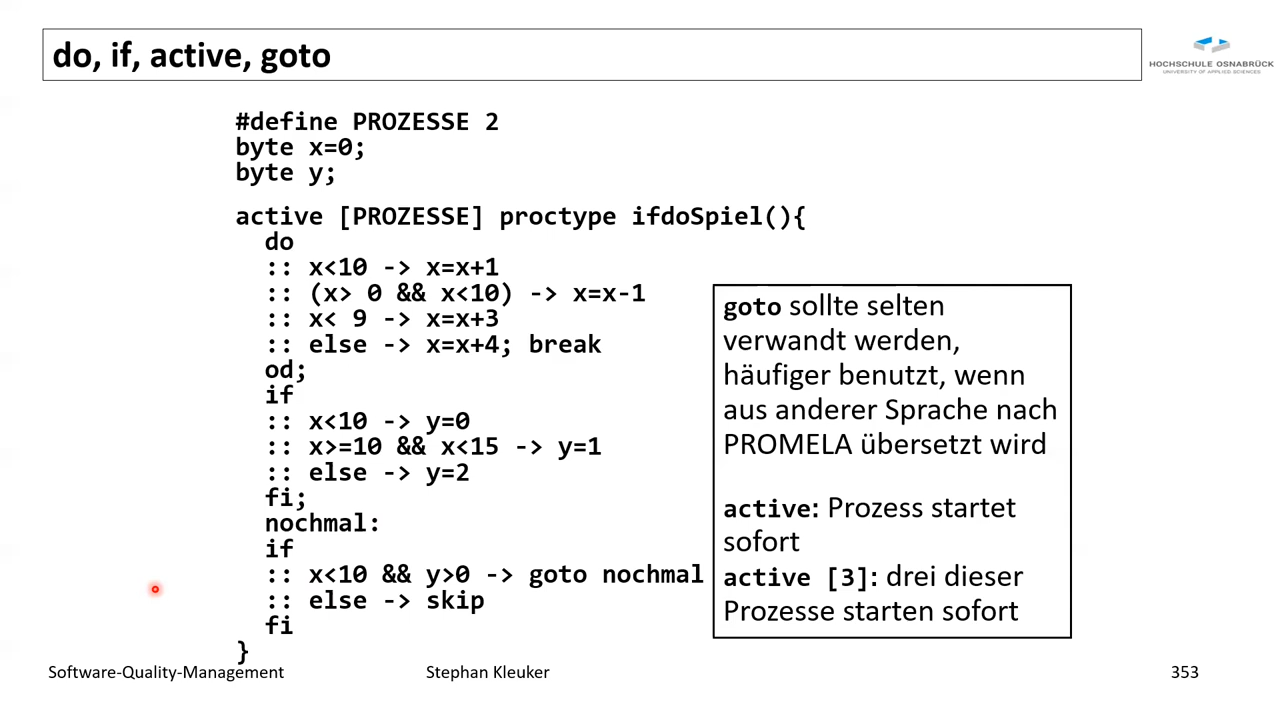 do, if, active, goto
HOCHSCHULE OSNABRÜCK
UNIVERSITY OF APPLIED SCIENCES
#define PROZESSE 2
byte x=0;
byte y;
active [PROZESSE] proctype ifdoSpiel(){
do
:: x<10 -> x=x+1
:: (x> 0 && x<10) -> x=x-1
:: x< 9 -> x=x+3
:: else -> x=x+4; break
od;
if
:: x<10 -> y=0
:: x>=10 && x<15 -> y=1
:: else -> y=2
fi;
nochmal:
if
:: x<10 && y>0 -> goto nochmal
:: else -> skip
fi
}
goto sollte selten
verwandt werden,
häufiger benutzt, wenn
aus anderer Sprache nach
PROMELA übersetzt wird
active: Prozess startet
sofort
active [3]: drei dieser
Prozesse starten sofort
Software-Quality-Management
Stephan Kleuker
353